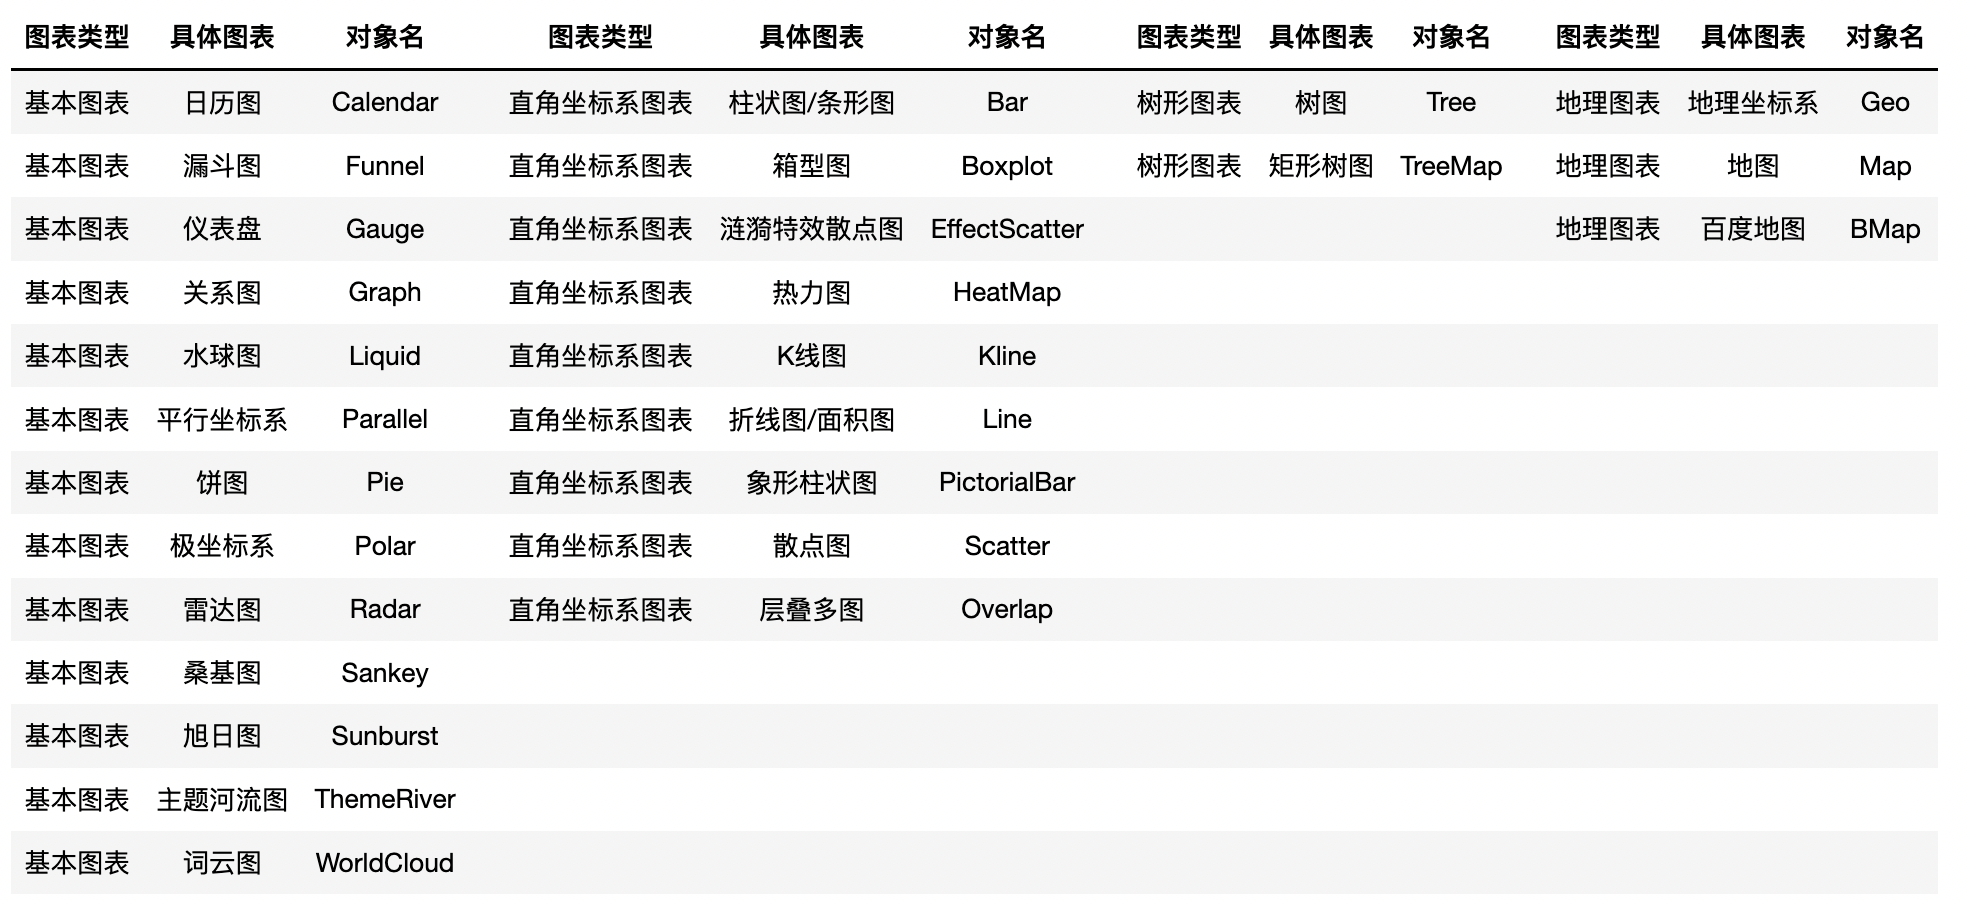 图表类型 具体图表 对象名 图表类型 具体图表 对象名 图表类型 具体图表 对象名 图表类型 具体图表 对象名
基本图表 日历图 Calendar 直角坐标系图表 柱状图/条形图 Bar 树形图表 树图 Tree 地理图表 地理坐标系 Geo
基本图表 漏斗图 Funnel 直角坐标系图表 箱型图 Boxplot 树形图表 矩形树图 TreeMap 地理图表 地图 Map
基本图表 仪表盘 Gauge 直角坐标系图表 涟漪特效散点图 EffectScatter 地理图表 百度地图 BMap
基本图表 关系图 Graph 直角坐标系图表 热力图 HeatMap
基本图表 水球图 Liquid 直角坐标系图表 K线图 Kline
基本图表 平行坐标系 Parallel 直角坐标系图表 折线图/面积图 Line
基本图表 饼图 Pie 直角坐标系图表 象形柱状图 PictorialBar
基本图表 极坐标系 Polar 直角坐标系图表 散点图 Scatter
基本图表 雷达图 Radar 直角坐标系图表 层叠多图 Overlap
基本图表 桑基图 Sankey
基本图表 旭日图 Sunburst
基本图表 主题河流图 ThemeRiver
基本图表 词云图 WorldCloud